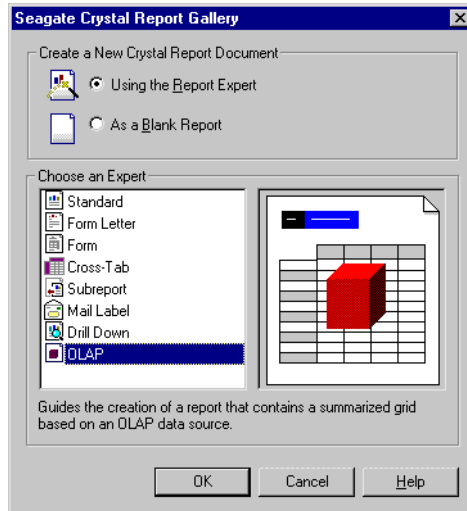 Seagate Crystal Report Gallery
Create a New Crystal Report Document
Using the Report Expert
As a Blank Report
Choose an Expert
Standard
Form Letter
Form
Cross-Tab
Subreport
Mail Label
Drill Down
OLAP
Guides the creation of a report that contains a summarized grid
based on an OLAP data source.
OK Cancel Help